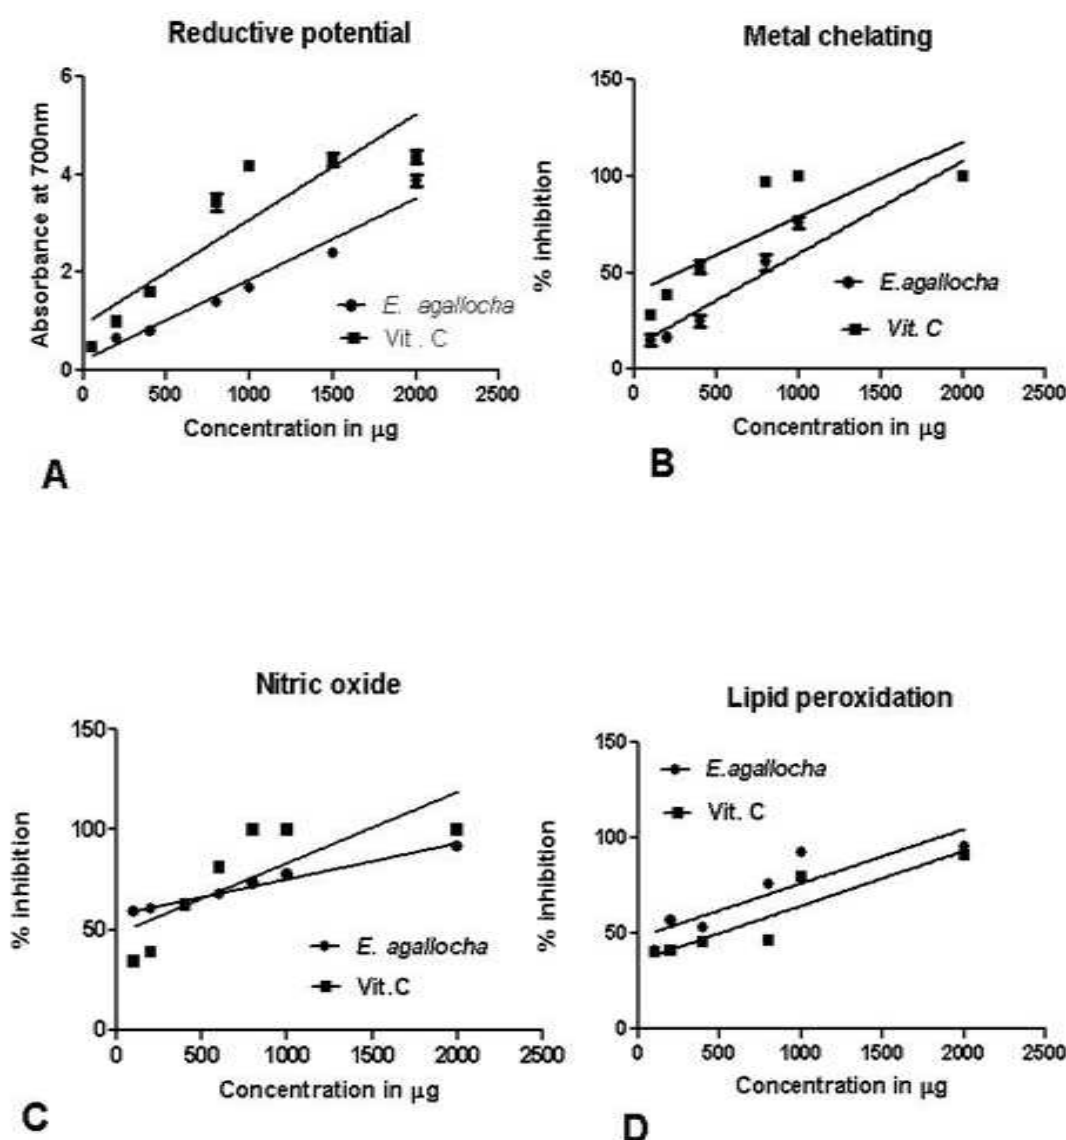 Reductive potential
6
4
2
0
Absorbance at 700nm
E. agallocha
Vit . C
0 500 1000 1500 2000 2500
Concentration in μg
A
Metal chelating
150
100
50
0
% inhibition
E.agallocha
Vit. C
0 500 1000 1500 2000 2500
Concentration in μg
B
Nitric oxide
150
100
50
0
% inhibition
E. agallocha
Vit.C
0 500 1000 1500 2000 2500
Concentration in μg
C
Lipid peroxidation
150
100
50
0
% inhibition
E.agallocha
Vit. C
0 500 1000 1500 2000 2500
Concentration in μg
D